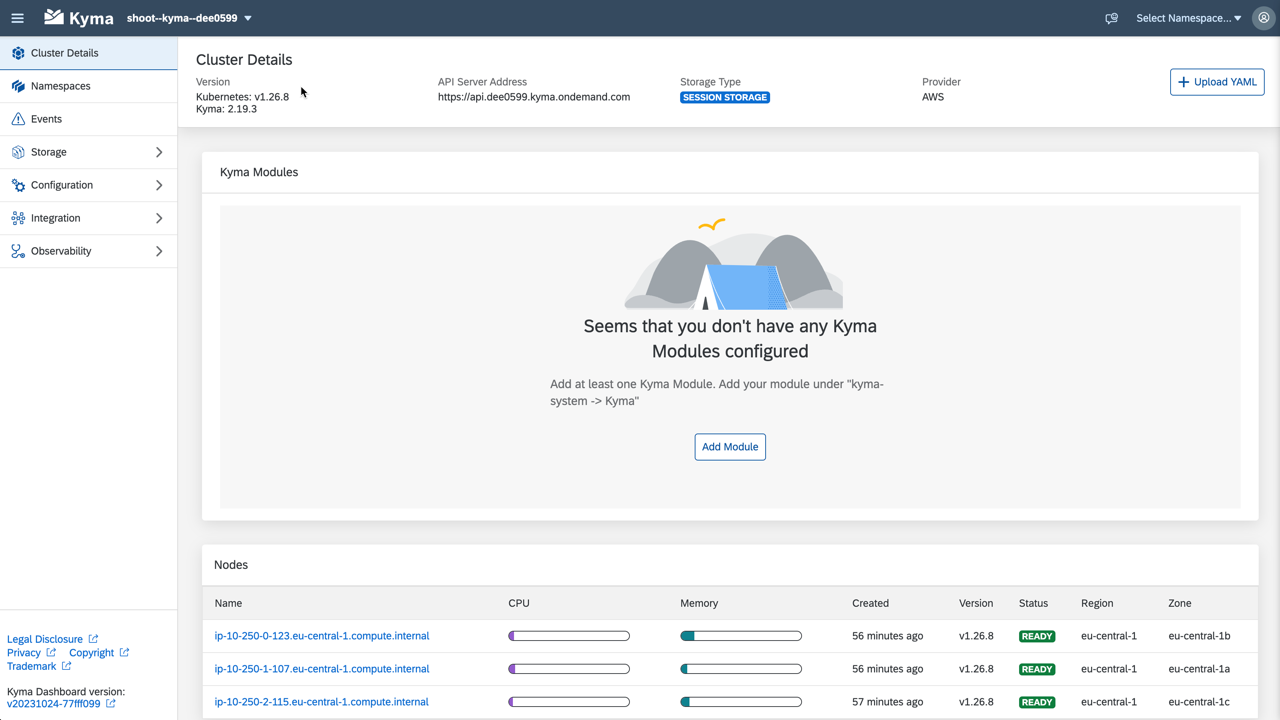 Kyma
shoot--kyma--dee0599
Select Namespace...
Cluster Details
Namespaces
Events
Storage
Configuration
Integration
Observability
Legal Disclosure
Privacy Copyright
Trademark
Kyma Dashboard version:
v20231024-77fff099
Cluster Details
Version
Kubernetes: v1.26.8
Kyma: 2.19.3
API Server Address
https://api.dee0599.kyma.ondemand.com
Storage Type
SESSION STORAGE
Provider
AWS
Upload YAML
Kyma Modules
Seems that you don't have any Kyma
Modules configured
Add at least one Kyma Module. Add your module under "kyma-
system -> Kyma"
Add Module
Nodes
Name CPU Memory Created Version Status Region Zone
ip-10-250-0-123.eu-central-1.compute.internal 56 minutes ago v1.26.8 READY eu-central-1 eu-central-1b
ip-10-250-1-107.eu-central-1.compute.internal 56 minutes ago v1.26.8 READY eu-central-1 eu-central-1a
ip-10-250-2-115.eu-central-1.compute.internal 57 minutes ago v1.26.8 READY eu-central-1 eu-central-1c